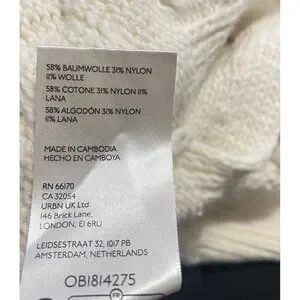 58% BAUMWOLLE 31% NYLON
11% WOLLE
58% COTONE 31% NYLON 11%
LANA
58% ALGODÓN 31% NYLON
11% LANA
MADE IN CAMBODIA
HECHO EN CAMBOYA
RN 66170
CA 32054
URBN UK Ltd.
146 Brick Lane,
LONDON, E1 6RU
LEIDSESTRAAT 32, 1017 PB
AMSTERDAM, NETHERLANDS
OB1814275
FR